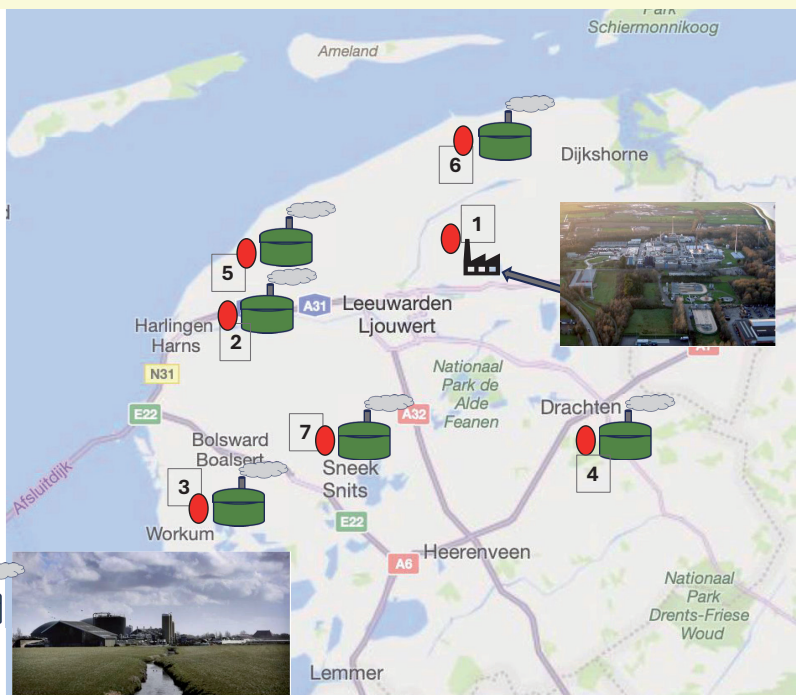 Park
Schiermonnikoog
Ameland
6
Dijkshorne
1
5
A31
Leeuwarden
Ljouwert
Harlingen
Harns
2
N31
Nationaal
Park de
Alde
Feanen
E22
A32
Drachten
Bolsward
Boalsert
7
4
Afsluitdijk
3
Sneek
Snits
E22
Workum
Heerenveen
A6
Nationaal
Park
Drents-Friese
Woud
Lemmer